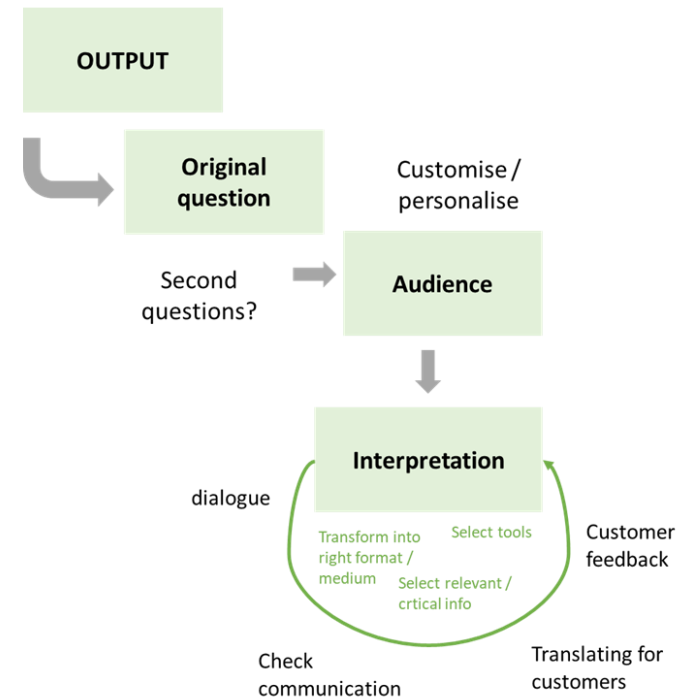 OUTPUT
Original
question
Customise /
personalise
Second
questions?
Audience
Interpretation
dialogue
Transform into
right format /
medium
Select tools
Select relevant /
crtical info
Customer
feedback
Check
communication
Translating for
customers